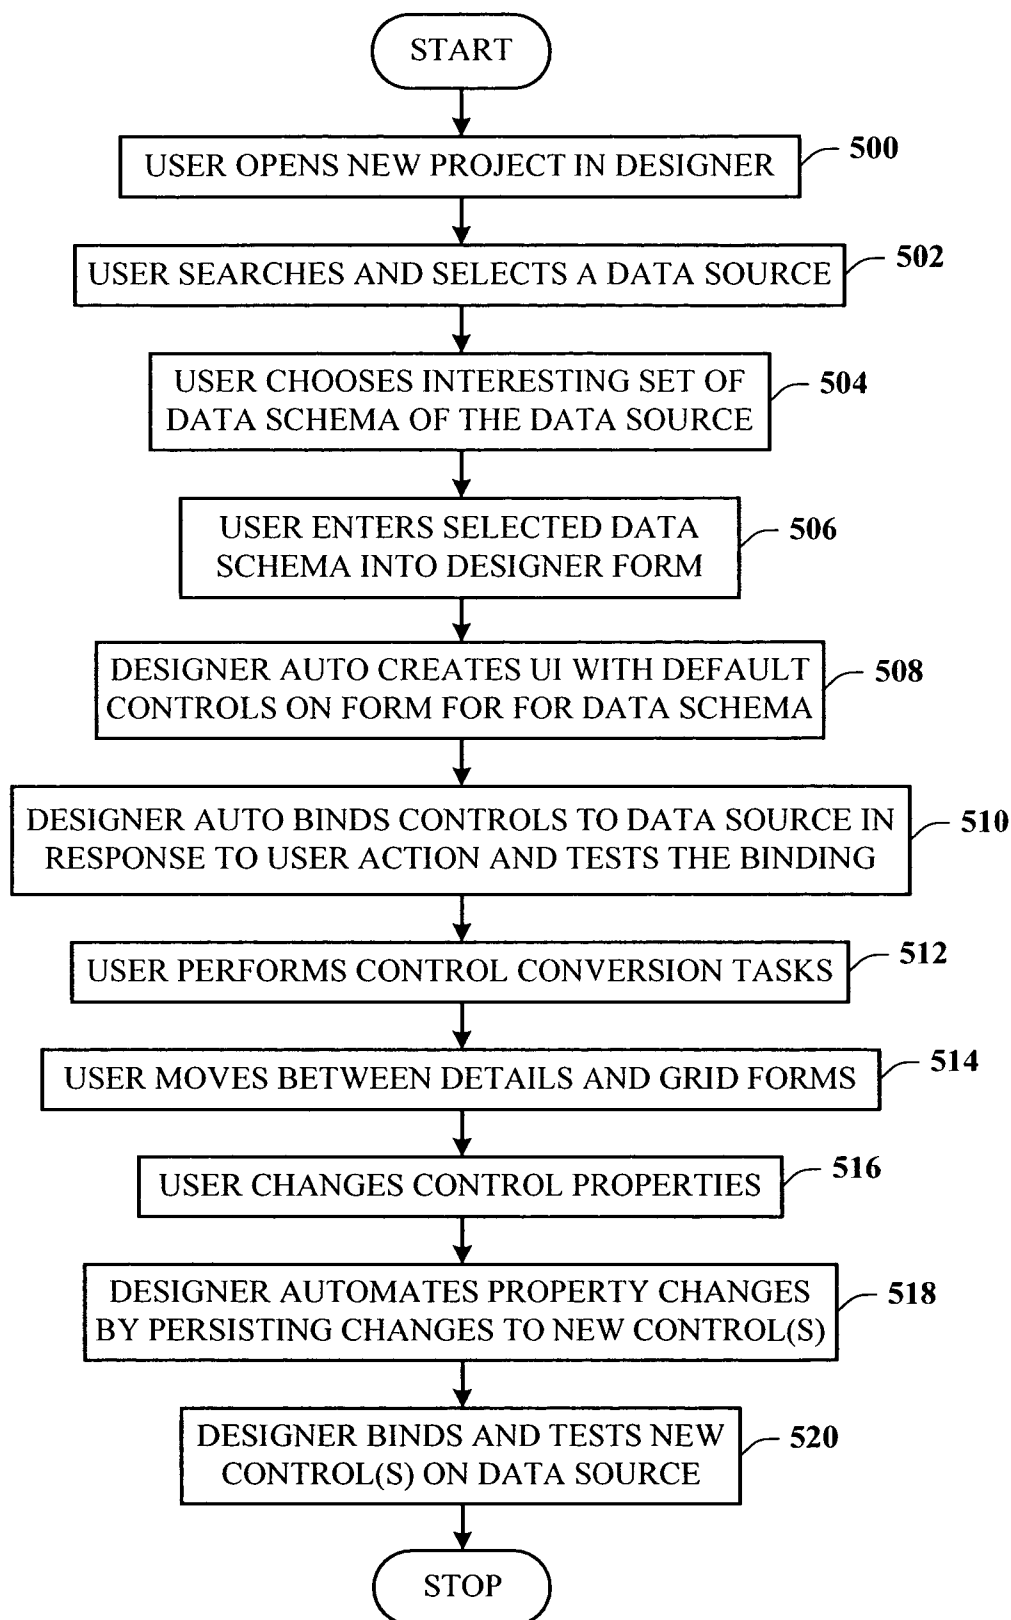 START
USER OPENS NEW PROJECT IN DESIGNER
500
USER SEARCHES AND SELECTS A DATA SOURCE
502
USER CHOOSES INTERESTING SET OF
DATA SCHEMA OF THE DATA SOURCE
504
USER ENTERS SELECTED DATA
SCHEMA INTO DESIGNER FORM
506
DESIGNER AUTO CREATES UI WITH DEFAULT
CONTROLS ON FORM FOR FOR DATA SCHEMA
508
DESIGNER AUTO BINDS CONTROLS TO DATA SOURCE IN
RESPONSE TO USER ACTION AND TESTS THE BINDING
510
USER PERFORMS CONTROL CONVERSION TASKS
512
USER MOVES BETWEEN DETAILS AND GRID FORMS
514
USER CHANGES CONTROL PROPERTIES
516
DESIGNER AUTOMATES PROPERTY CHANGES
BY PERSISTING CHANGES TO NEW CONTROL(S)
518
DESIGNER BINDS AND TESTS NEW
CONTROL(S) ON DATA SOURCE
520
STOP